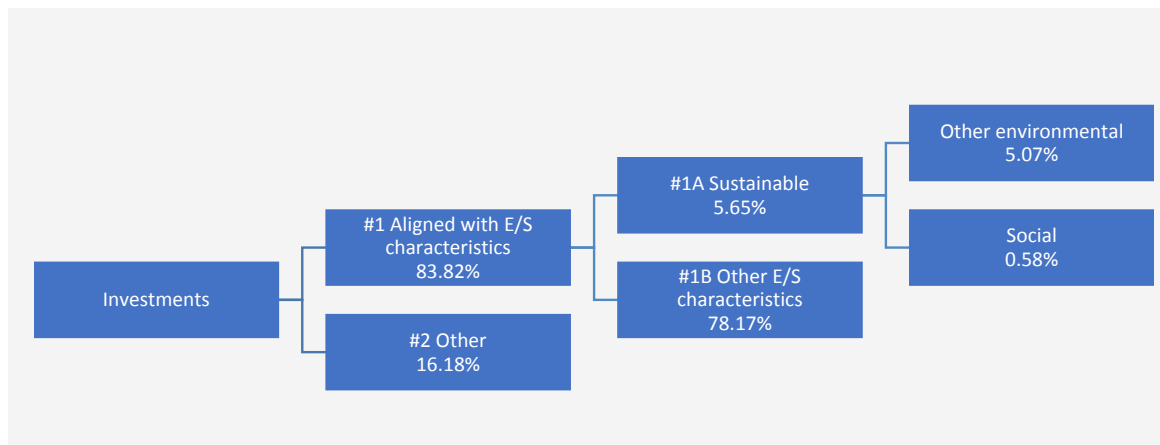 Investments
#1 Aligned with E/S
characteristics
83.82%
#2 Other
16.18%
#1A Sustainable
5.65%
#1B Other E/S
characteristics
78.17%
Other environmental
5.07%
Social
0.58%